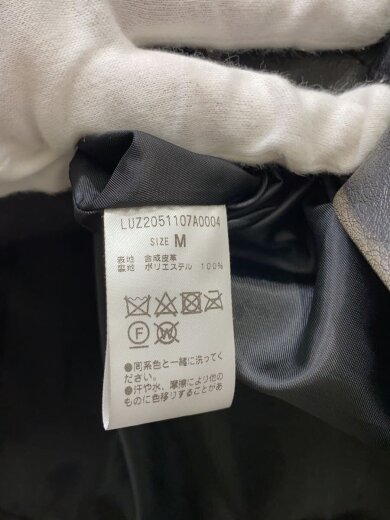 LUZ2051107A0004
SIZE M
表地 合成皮革
裏地 ポリエステル 100%
F W
●同系色と一緒に洗ってく
ださい。
●汗や水、摩擦により他の
ものに色移りすることがあ